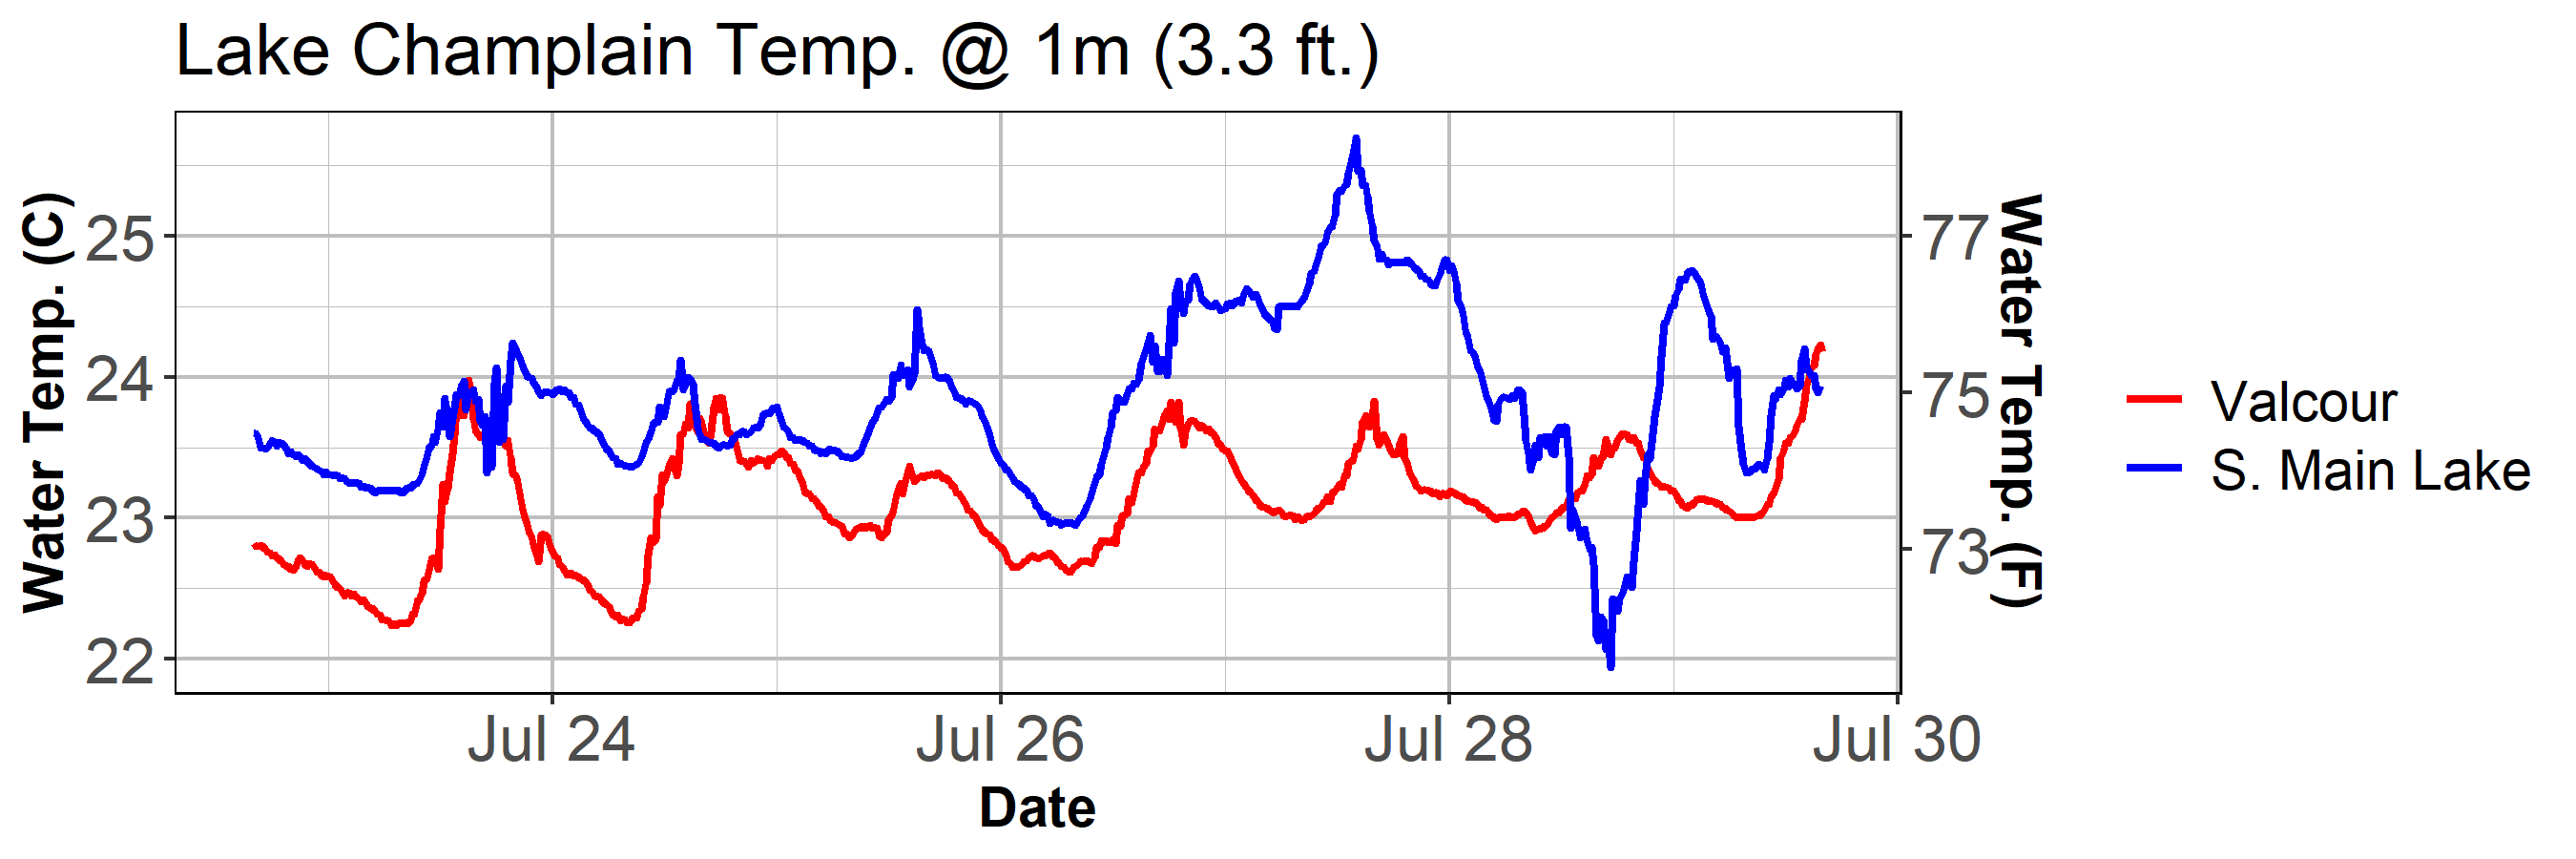 Lake Champlain Temp. @ 1m (3.3 ft.)
Water Temp. (C)
25
24
23
22
77
75
73
Water Temp. (F)
Jul 24
Jul 26
Jul 28
Jul 30
Date
Valcour
S. Main Lake